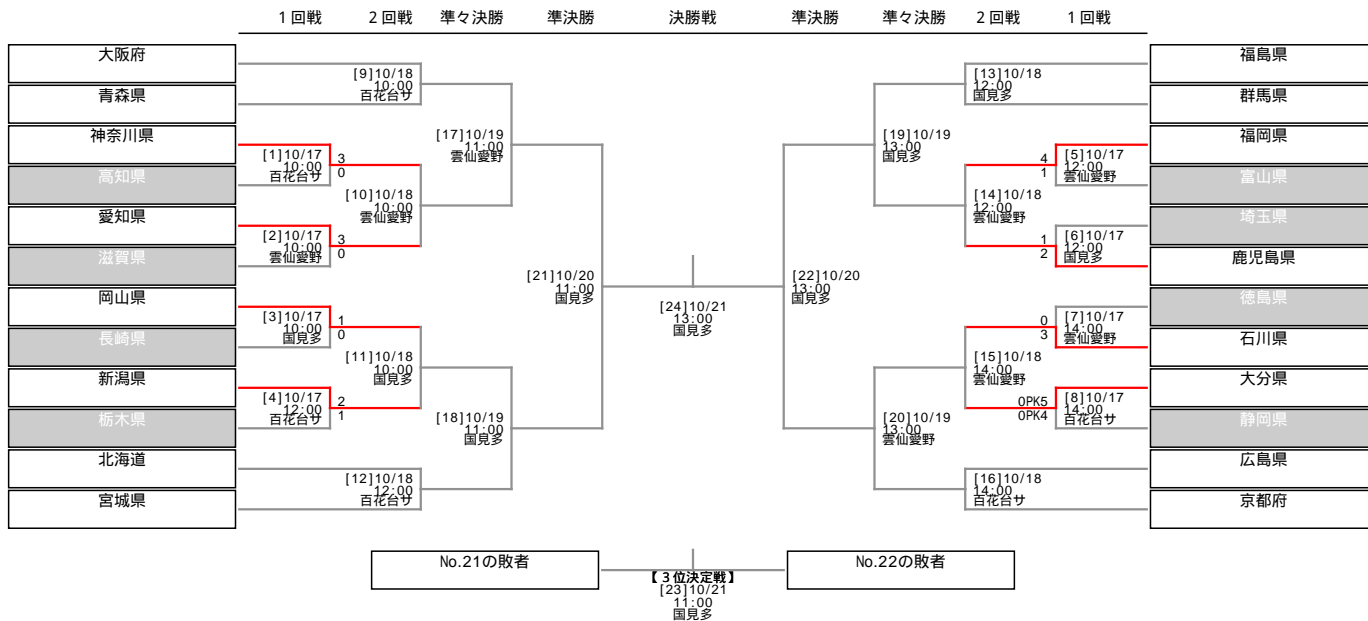 1回戦 2回戦 準々決勝 準決勝 決勝戦 準決勝 準々決勝 2回戦 1回戦
大阪府
青森県
神奈川県
高知県
愛知県
滋賀県
岡山県
長崎県
新潟県
栃木県
北海道
宮城県
[9]10/18
10:00
百花台サ
[1]10/17
10:00
百花台サ
3
0
[2]10/17
10:00
雲仙愛野
3
0
[3]10/17
10:00
国見多
1
0
[4]10/17
12:00
百花台サ
2
1
[10]10/18
10:00
雲仙愛野
[11]10/18
10:00
国見多
[12]10/18
12:00
百花台サ
[17]10/19
11:00
雲仙愛野
[18]10/19
11:00
国見多
[21]10/20
11:00
国見多
[24]10/21
13:00
国見多
[22]10/20
13:00
国見多
[19]10/19
13:00
国見多
[20]10/19
13:00
雲仙愛野
[13]10/18
12:00
国見多
[14]10/18
12:00
雲仙愛野
[15]10/18
14:00
雲仙愛野
[16]10/18
14:00
百花台サ
4
1
[5]10/17
12:00
雲仙愛野
1
2
[6]10/17
12:00
国見多
0
3
[7]10/17
14:00
雲仙愛野
0PK5
0PK4
[8]10/17
14:00
百花台サ
福島県
群馬県
福岡県
富山県
埼玉県
鹿児島県
徳島県
石川県
大分県
静岡県
広島県
京都府
No.21の敗者
No.22の敗者
【3位決定戦】
[23]10/21
11:00
国見多